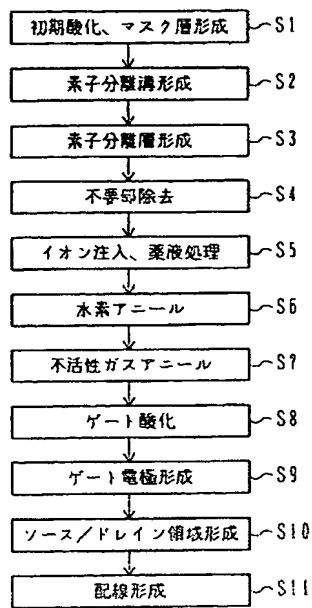 初期酸化、マスク層形成 S1
素子分離溝形成 S2
素子分離層形成 S3
不要部除去 S4
イオン注入、薬液処理 S5
水素アニール S6
不活性ガスアニール S7
ゲート酸化 S8
ゲート電極形成 S9
ソース/ドレイン領域形成 S10
配線形成 S11